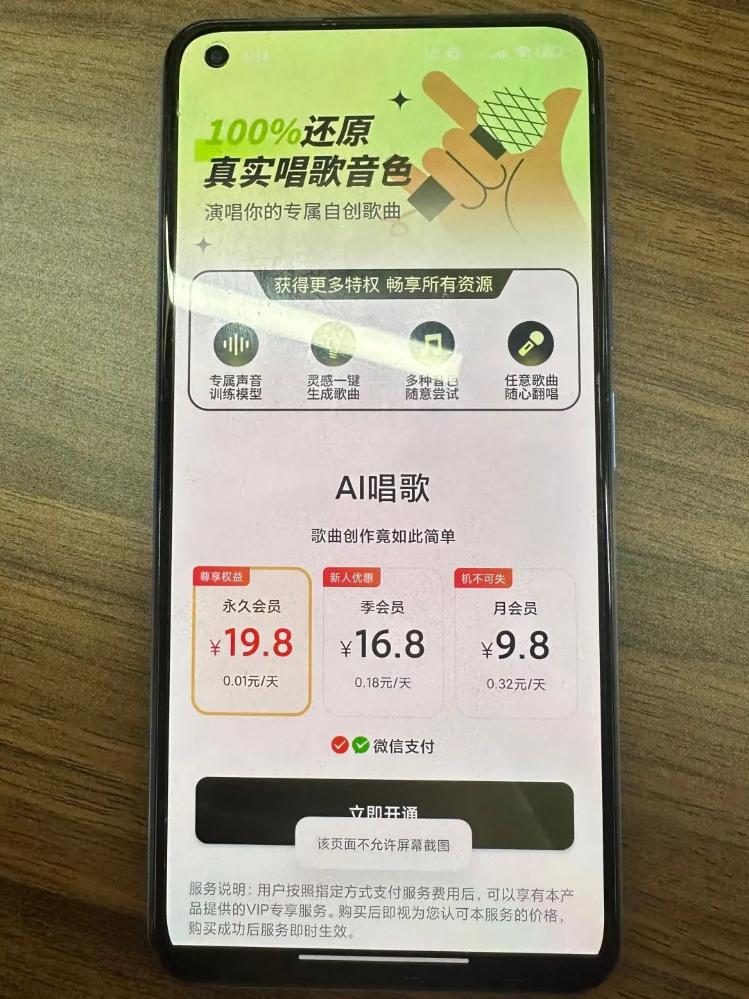 100%还原
真实唱歌音色
演唱你的专属自创歌曲
获得更多特权 畅享所有资源
专属声音 灵感一键 多种音色 任意歌曲
训练模型 生成歌曲 随意尝试 随心翻唱
AI唱歌
歌曲创作竟如此简单
尊享权益 新人优惠 机不可失
永久会员 季会员 月会员
¥19.8 ¥16.8 ¥9.8
0.01元/天 0.18元/天 0.32元/天
微信支付
立即开通
该页面不允许屏幕截图
服务说明：用户按照指定方式支付服务费用后，可以享有本产
品提供的VIP专享服务。购买后即视为您认可本服务的价格，
购买成功后服务即时生效。